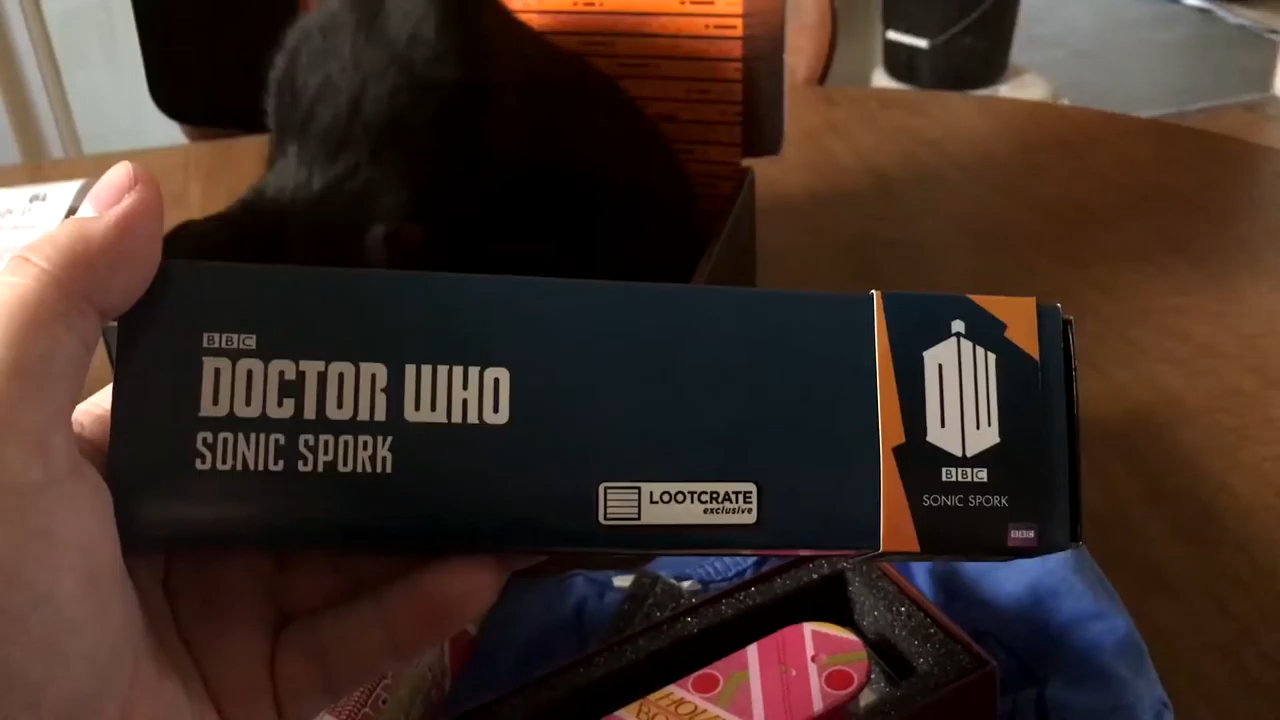 BBC
DOCTOR WHO
SONIC SPORK
LOOTCRATE
exclusive
DW
BBC
SONIC SPORK
BBC